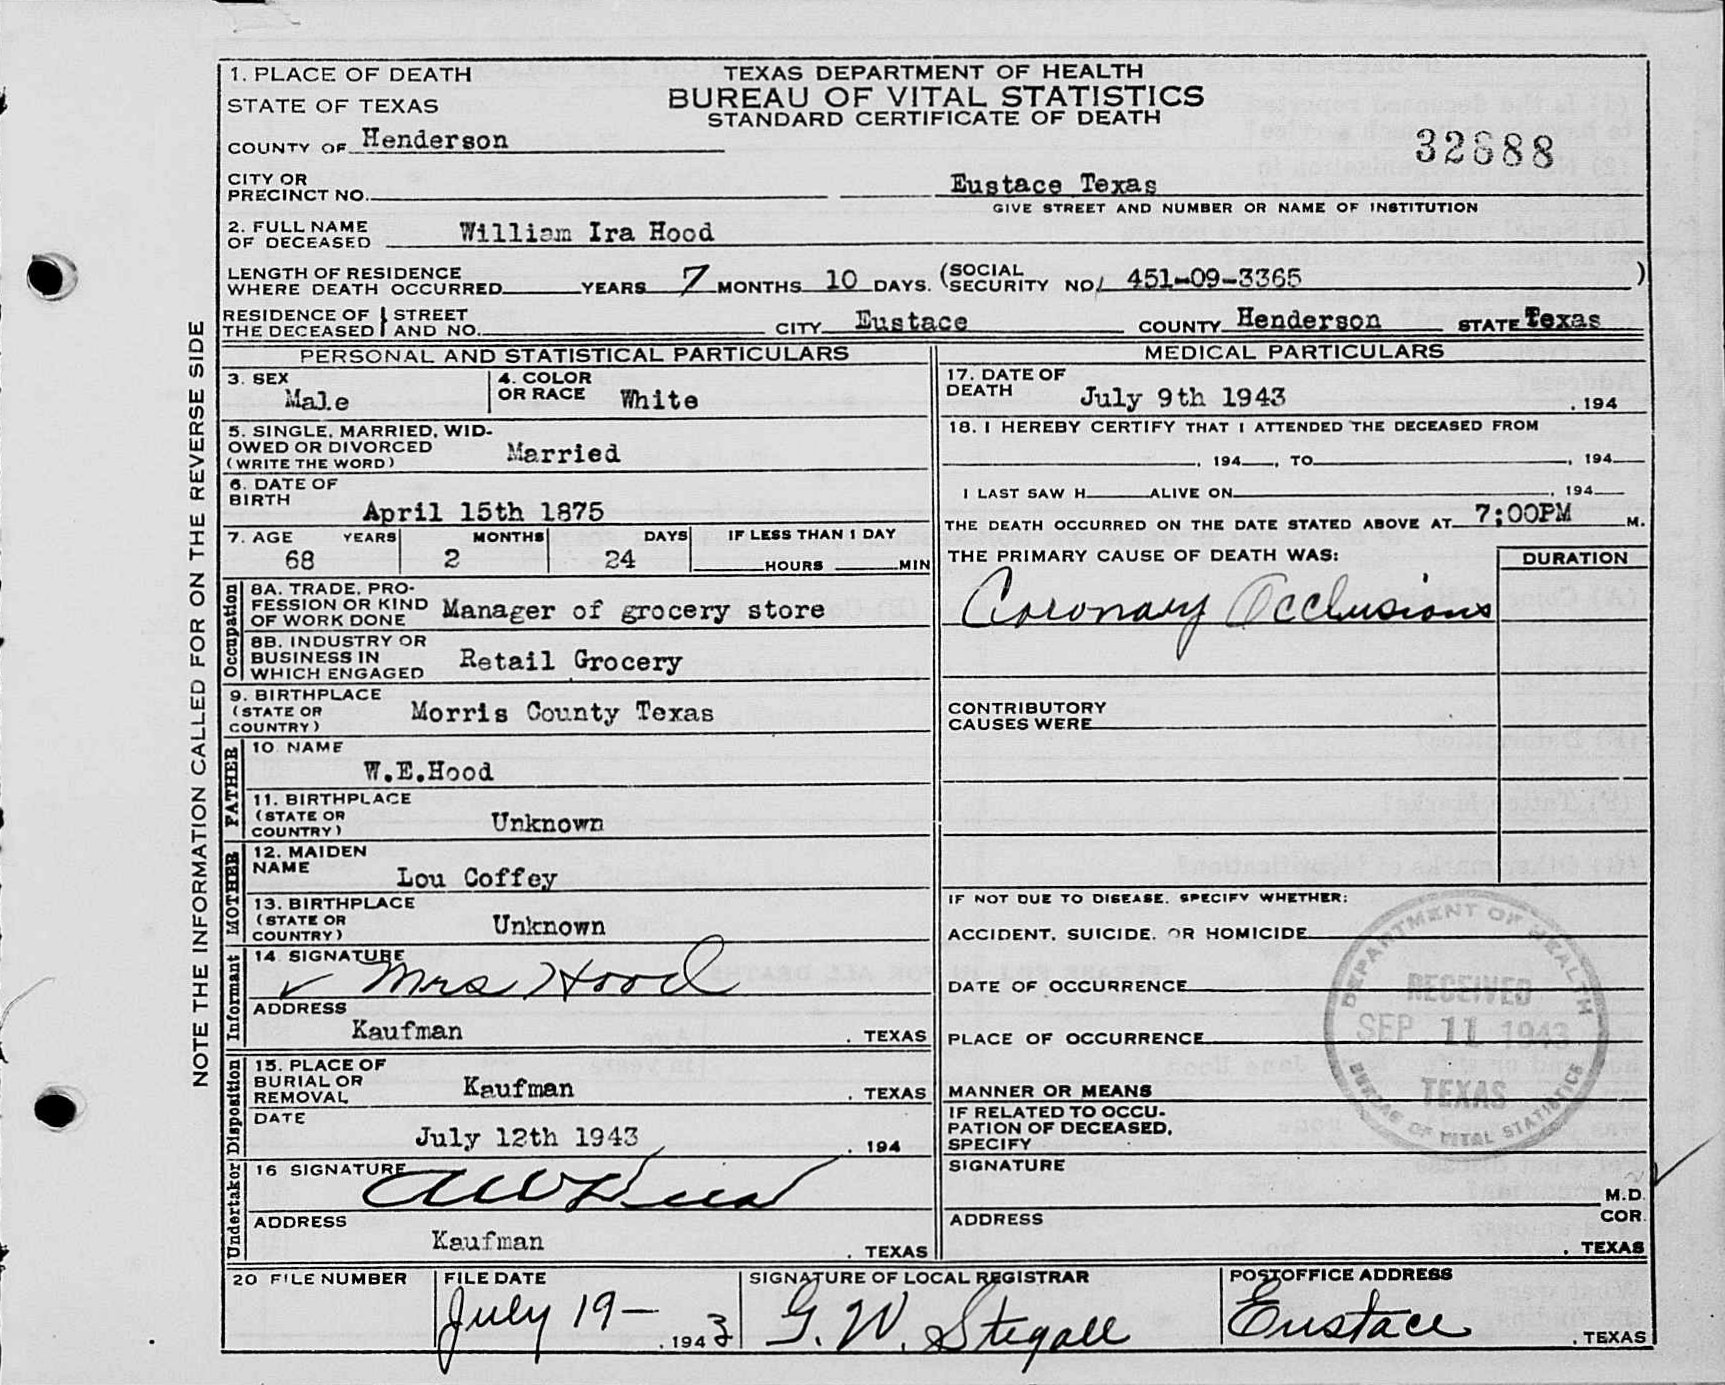 1. PLACE OF DEATH
STATE OF TEXAS
COUNTY OF Henderson
TEXAS DEPARTMENT OF HEALTH
BUREAU OF VITAL STATISTICS
STANDARD CERTIFICATE OF DEATH
32688
CITY OR
PRECINCT NO. Eustace Texas
GIVE STREET AND NUMBER OR NAME OF INSTITUTION
2. FULL NAME
OF DECEASED William Ira Hood
LENGTH OF RESIDENCE
WHERE DEATH OCCURRED YEARS 7 MONTHS 10 DAYS. (SOCIAL SECURITY NO. 451-09-3365 )
RESIDENCE OF THE DECEASED } STREET AND NO. CITY Eustace COUNTY Henderson STATE Texas
PERSONAL AND STATISTICAL PARTICULARS
3. SEX
Male
4. COLOR
OR RACE White
5. SINGLE, MARRIED, WID-
OWED OR DIVORCED
(WRITE THE WORD) Married
6. DATE OF
BIRTH
April 15th 1875
7. AGE YEARS MONTHS DAYS IF LESS THAN 1 DAY
68 2 24 HOURS MIN
Occupation
8A. TRADE, PRO-
FESSION OR KIND
OF WORK DONE Manager of grocery store
8B. INDUSTRY OR
BUSINESS IN
WHICH ENGAGED Retail Grocery
9. BIRTHPLACE
(STATE OR
COUNTRY) Morris County Texas
FATHER
10. NAME
W.E.Hood
11. BIRTHPLACE
(STATE OR
COUNTRY) Unknown
MOTHER
12. MAIDEN
NAME
Lou Coffey
13. BIRTHPLACE
(STATE OR
COUNTRY) Unknown
Informant
14. SIGNATURE
Mrs Hood
ADDRESS
Kaufman , TEXAS
Disposition
15. PLACE OF
BURIAL OR
REMOVAL Kaufman , TEXAS
DATE
July 12th 1943 , 194
Undertaker
16 SIGNATURE
ADDRESS
Kaufman , TEXAS
MEDICAL PARTICULARS
17. DATE OF
DEATH July 9th 1943 , 194
18. I HEREBY CERTIFY THAT I ATTENDED THE DECEASED FROM
, 194 , TO , 194
I LAST SAW H ALIVE ON , 194
THE DEATH OCCURRED ON THE DATE STATED ABOVE AT 7:00PM M.
THE PRIMARY CAUSE OF DEATH WAS: DURATION
Coronary Occlusions
CONTRIBUTORY
CAUSES WERE
IF NOT DUE TO DISEASE, SPECIFY WHETHER:
ACCIDENT, SUICIDE, OR HOMICIDE
DATE OF OCCURRENCE
PLACE OF OCCURRENCE
MANNER OR MEANS
IF RELATED TO OCCU-
PATION OF DECEASED,
SPECIFY
SIGNATURE
M.D.
COR.
ADDRESS
, TEXAS
DEPARTMENT OF HEALTH
RECEIVED
SEP 11 1943
TEXAS
BUREAU OF VITAL STATISTICS
20 FILE NUMBER
FILE DATE
July 19- , 1943
SIGNATURE OF LOCAL REGISTRAR
G. W. Stegall
POSTOFFICE ADDRESS
Eustace , TEXAS
NOTE THE INFORMATION CALLED FOR ON THE REVERSE SIDE